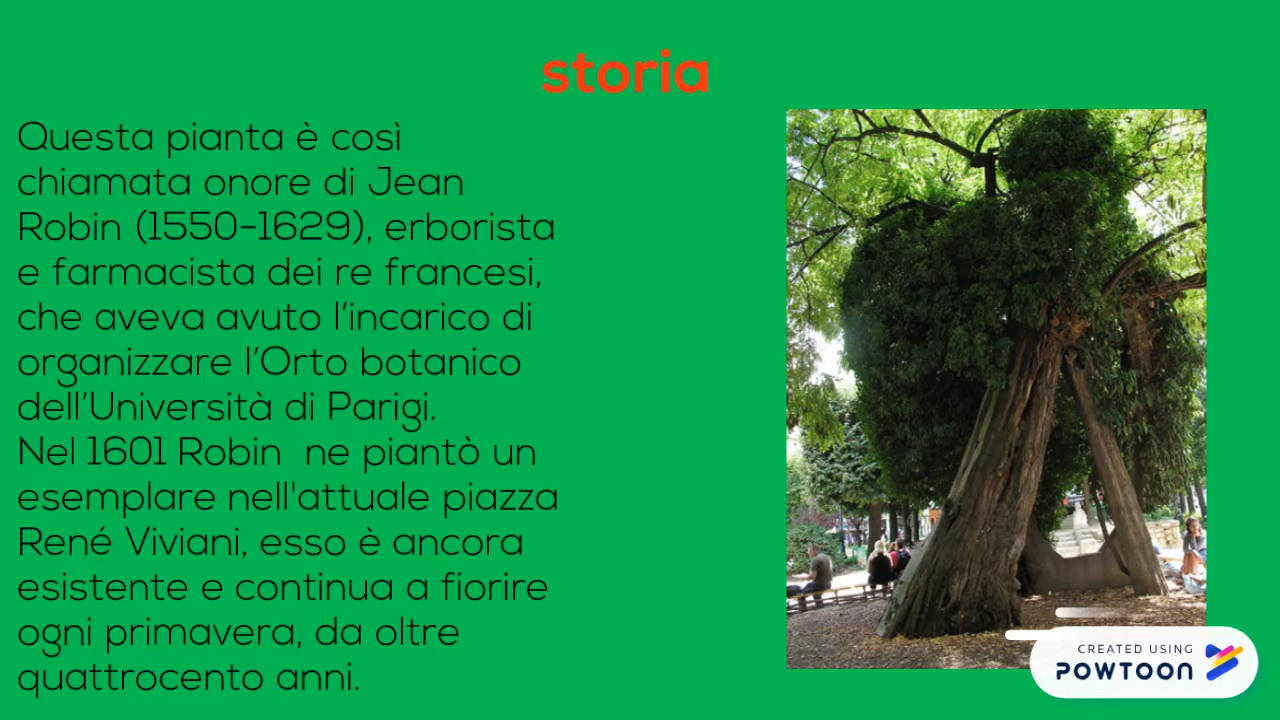 storia
Questa pianta è così
chiamata onore di Jean
Robin (1550-1629), erborista
e farmacista dei re francesi,
che aveva avuto l’incarico di
organizzare l’Orto botanico
dell’Università di Parigi.
Nel 1601 Robin  ne piantò un
esemplare nell'attuale piazza
René Viviani, esso è ancora
esistente e continua a fiorire
ogni primavera, da oltre
quattrocento anni.
CREATED USING
POWTOON